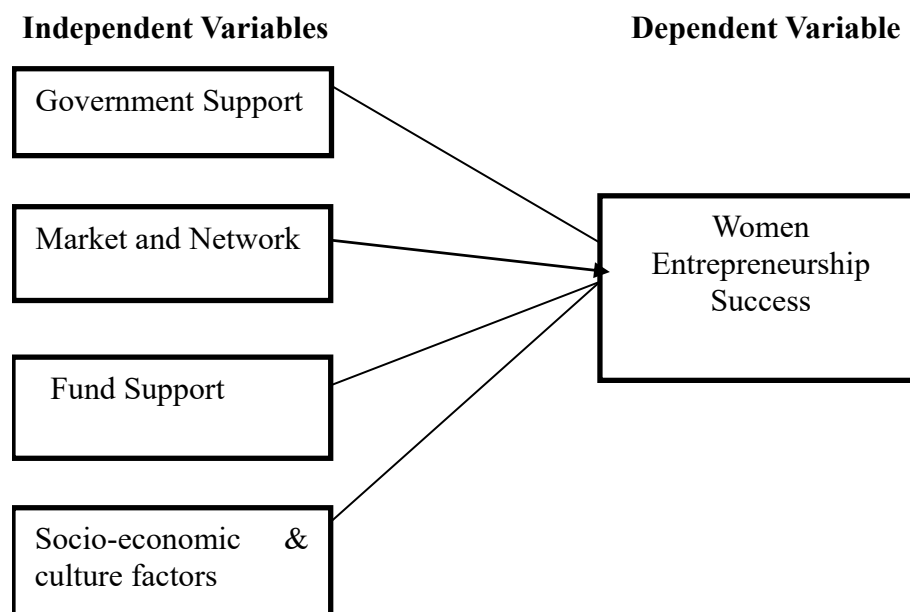 Independent Variables
Dependent Variable
Government Support
Market and Network
Fund Support
Socio-economic &
culture factors
Women
Entrepreneurship
Success